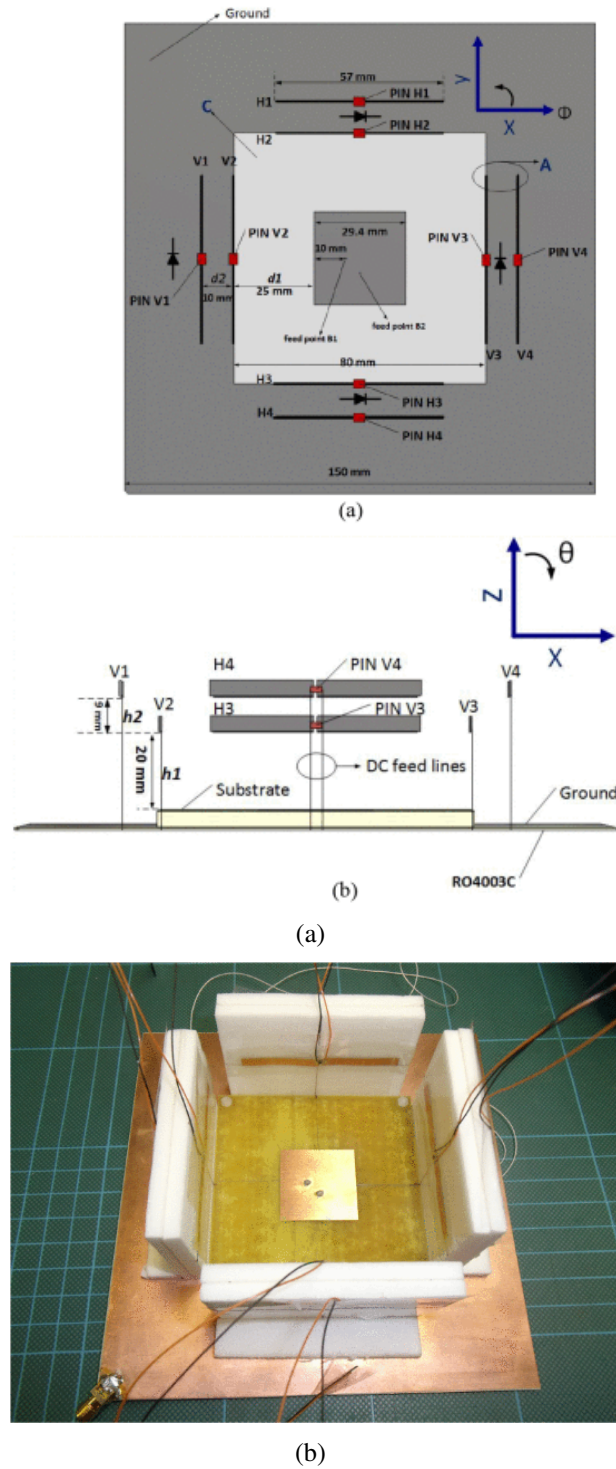 Ground
57 mm
H1
PIN H1
y
C
H2
PIN H2
X
Φ
V1
V2
A
PIN V2
29.4 mm
PIN V3
10 mm
PIN V4
PIN V1
d2
10 mm
d1
25 mm
feed point B1
feed point B2
80 mm
V3
V4
H3
PIN H3
H4
PIN H4
150 mm
(a)
θ
Z
X
V1
H4
PIN V4
V4
9 mm
h2
V2
H3
PIN V3
V3
20 mm
h1
DC feed lines
Substrate
Ground
(b)
RO4003C
(a)
(b)